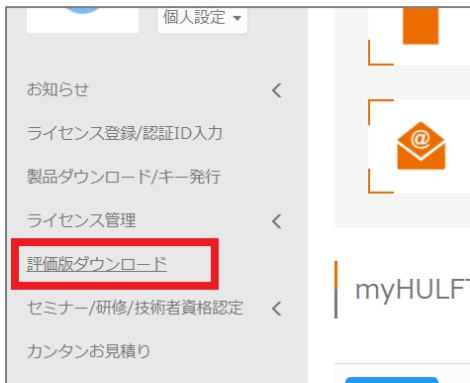 個人設定
お知らせ
ライセンス登録/認証ID入力
製品ダウンロード/キー発行
ライセンス管理
評価版ダウンロード
セミナー/研修/技術者資格認定
カンタンお見積り
@
myHULFT